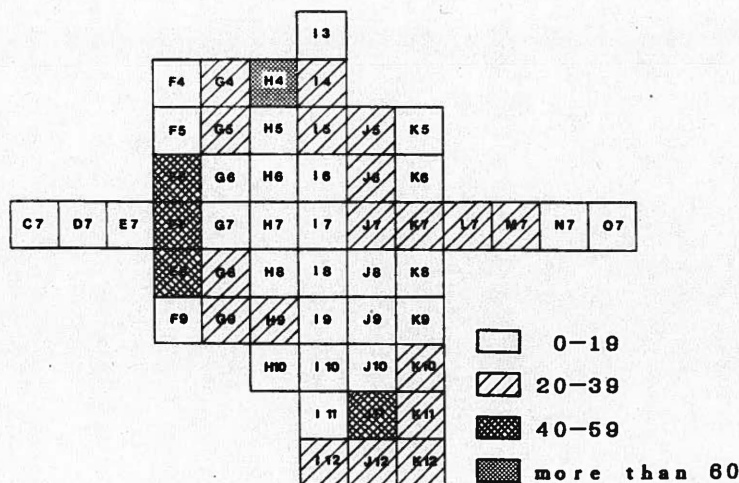 I3
F4 G4 H4 I4
F5 G5 H5 I5 J5 K5
G6 H6 I6 J6 K6
C7 D7 E7 G7 H7 I7 J7 K7 L7 M7 N7 O7
G8 H8 I8 J8 K8
F9 G9 H9 I9 J9 K9
0-19
H10 I10 J10 K10
20-39
I11 K11
40-59
I12 J12 K12
more than 60